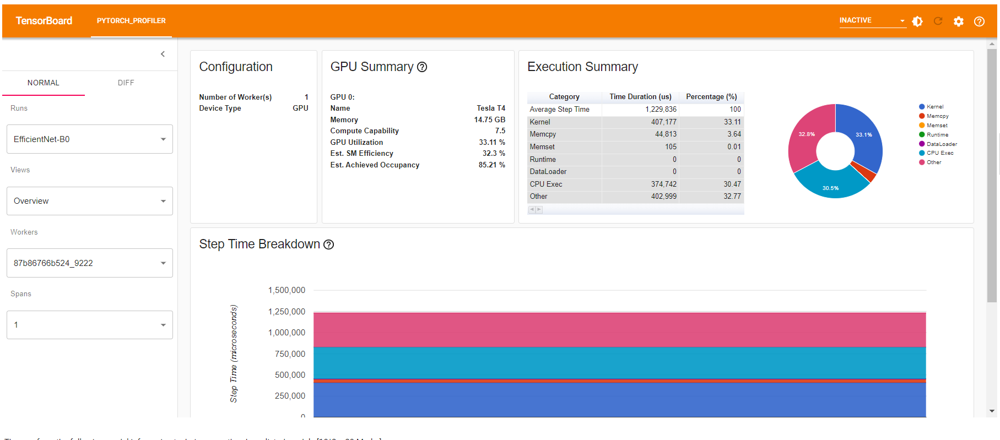 TensorBoard
PYTORCH_PROFILER
INACTIVE
NORMAL
DIFF
Runs
EfficientNet-B0
Views
Overview
Workers
87b86766b524_9222
Spans
1
Configuration
Number of Worker(s) 1
Device Type GPU
GPU Summary
GPU 0:
Name Tesla T4
Memory 14.75 GB
Compute Capability 7.5
GPU Utilization 33.11 %
Est. SM Efficiency 32.3 %
Est. Achieved Occupancy 85.21 %
Execution Summary
Category Time Duration (us) Percentage (%)
Average Step Time 1,229,836 100
Kernel 407,177 33.11
Memcpy 44,813 3.64
Memset 105 0.01
Runtime 0 0
DataLoader 0 0
CPU Exec 374,742 30.47
Other 402,999 32.77
32.8%
33.1%
30.5%
Kernel
Memcpy
Memset
Runtime
DataLoader
CPU Exec
Other
Step Time Breakdown
Step Time (microseconds)
1,500,000
1,250,000
1,000,000
750,000
500,000
250,000
0